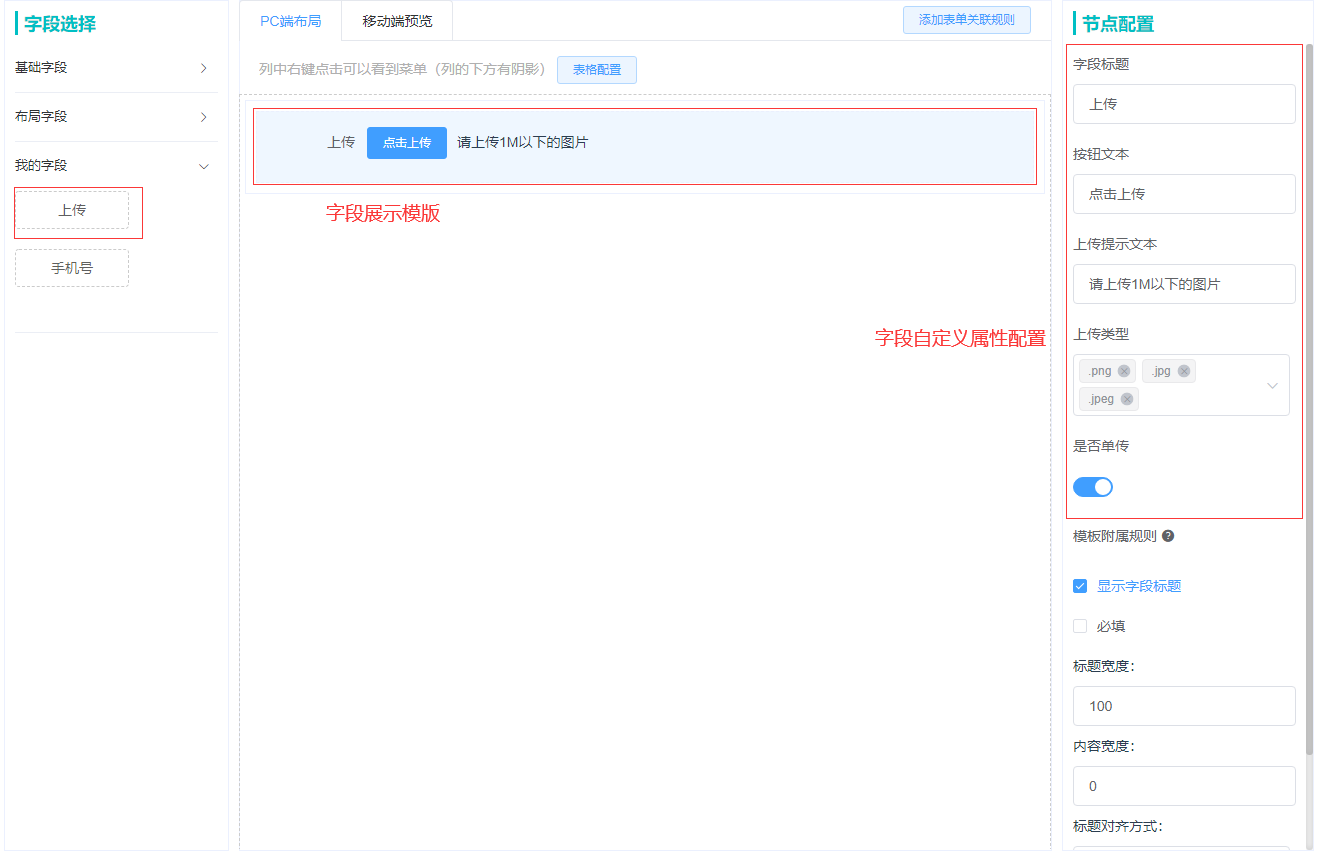 字段选择
基础字段
布局字段
我的字段
上传
手机号
PC端布局
移动端预览
添加表单关联规则
列中右键点击可以看到菜单（列的下方有阴影）
表格配置
上传 点击上传 请上传1M以下的图片
字段展示模版
字段自定义属性配置
节点配置
字段标题
上传
按钮文本
点击上传
上传提示文本
请上传1M以下的图片
上传类型
.png .jpg
.jpeg
是否单传
模板附属规则
显示字段标题
必填
标题宽度：
100
内容宽度：
0
标题对齐方式：